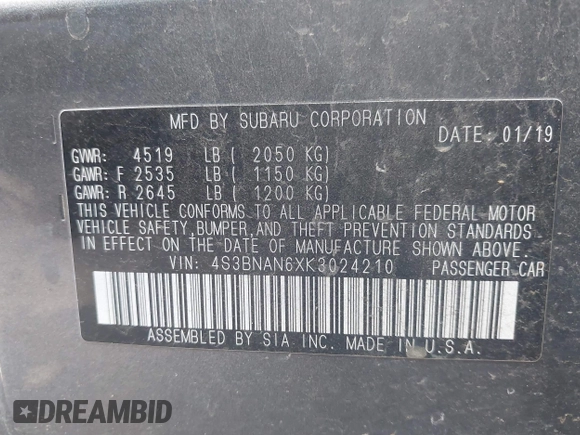 MFD BY SUBARU CORPORATION
DATE: 01/19
GVWR: 4519 LB ( 2050 KG)
GAWR: F 2535 LB ( 1150 KG)
GAWR: R 2645 LB ( 1200 KG)
THIS VEHICLE CONFORMS TO ALL APPLICABLE FEDERAL MOTOR
VEHICLE SAFETY, BUMPER, AND THEFT PREVENTION STANDARDS
IN EFFECT ON THE DATE OF MANUFACTURE SHOWN ABOVE.
VIN: 4S3BNAN6XK3024210 PASSENGER CAR
ASSEMBLED BY SIA INC. MADE IN U.S.A.
DREAMBID